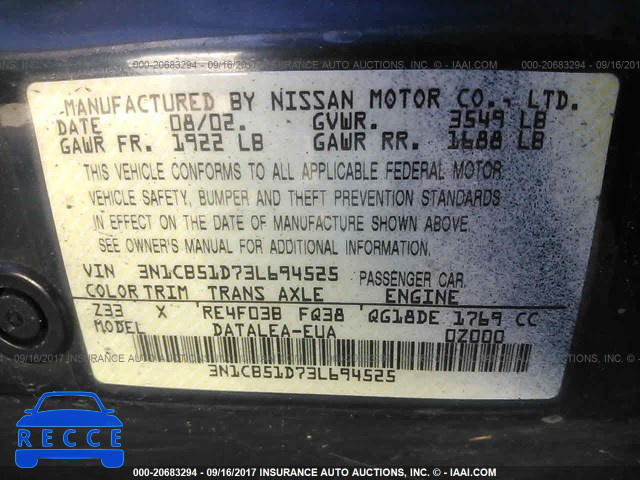 000-20683294 - 09/16/2017 INSURANCE AUTO AUCTIONS, INC. - © IAAI.COM
MANUFACTURED BY NISSAN MOTOR CO., LTD.
DATE 08/02. GVWR. 3549 LB
GAWR FR. 1922 LB GAWR RR. 1688 LB
THIS VEHICLE CONFORMS TO ALL APPLICABLE FEDERAL MOTOR
VEHICLE SAFETY, BUMPER AND THEFT PREVENTION STANDARDS
IN EFFECT ON THE DATE OF MANUFACTURE SHOWN ABOVE.
SEE OWNER'S MANUAL FOR ADDITIONAL INFORMATION.
VIN 3N1CB51D73L694525 PASSENGER CAR.
COLOR TRIM TRANS AXLE ENGINE
Z33 X RE4F03B FQ38 QG18DE 1769 CC
MODEL DATALEA-EUA 0Z000
3N1CB51D73L694525
RECCE
000-20683294 - 09/16/2017 INSURANCE AUTO AUCTIONS, INC. - © IAAI.COM